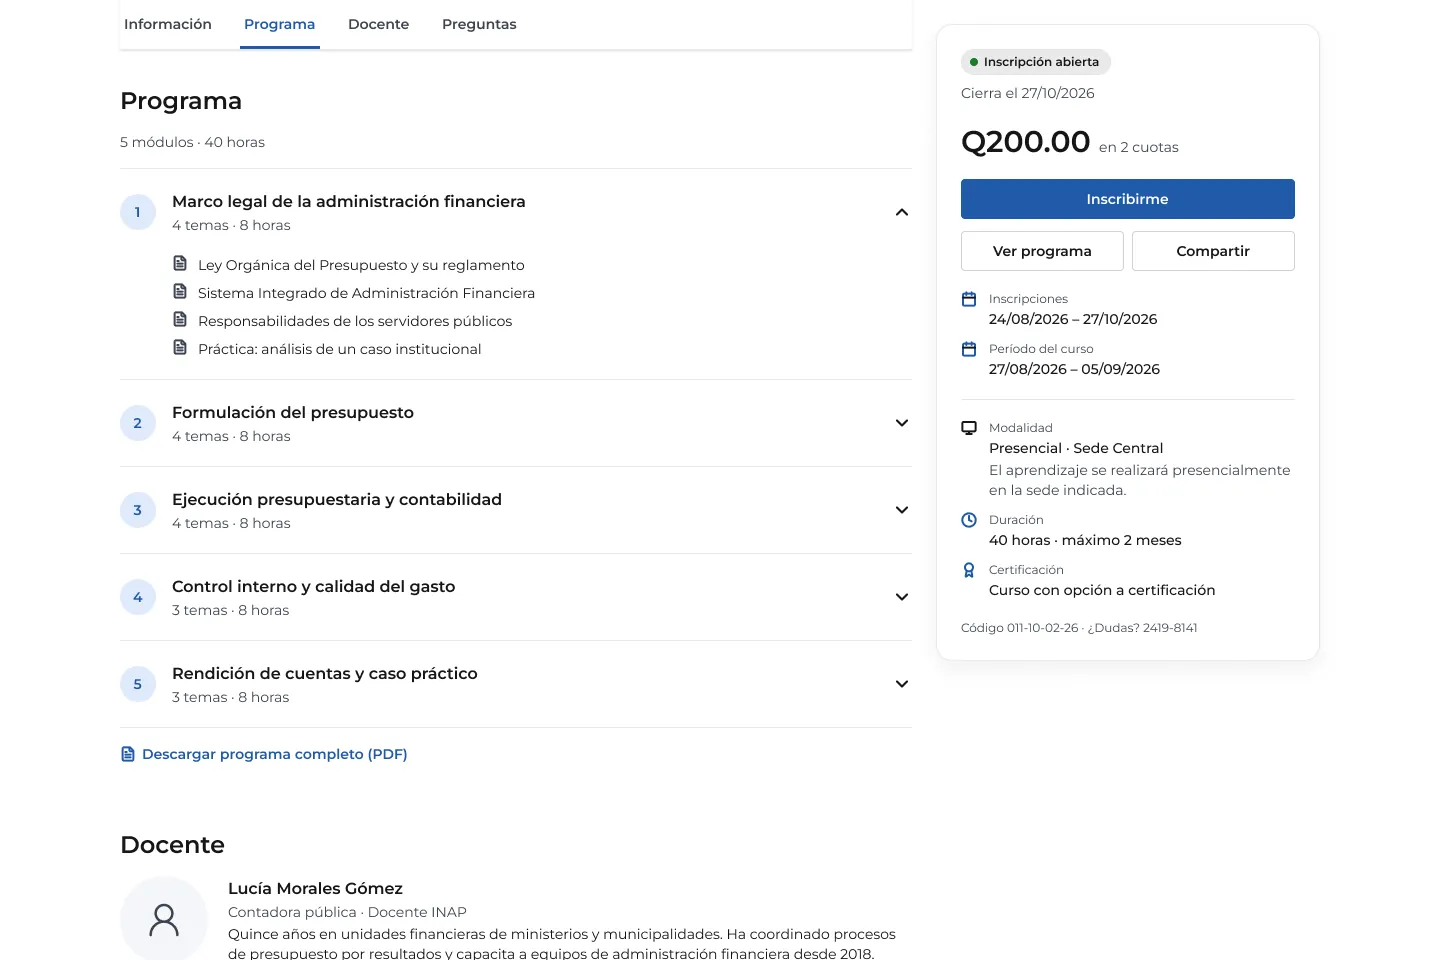 Información
Programa
Docente
Preguntas
Programa
5 módulos · 40 horas
1
Marco legal de la administración financiera
4 temas · 8 horas
Ley Orgánica del Presupuesto y su reglamento
Sistema Integrado de Administración Financiera
Responsabilidades de los servidores públicos
Práctica: análisis de un caso institucional
2
Formulación del presupuesto
4 temas · 8 horas
3
Ejecución presupuestaria y contabilidad
4 temas · 8 horas
4
Control interno y calidad del gasto
3 temas · 8 horas
5
Rendición de cuentas y caso práctico
3 temas · 8 horas
Descargar programa completo (PDF)
Docente
Lucía Morales Gómez
Contadora pública · Docente INAP
Quince años en unidades financieras de ministerios y municipalidades. Ha coordinado procesos
de presupuesto por resultados y capacita a equipos de administración financiera desde 2018.
Inscripción abierta
Cierra el 27/10/2026
Q200.00 en 2 cuotas
Inscribirme
Ver programa
Compartir
Inscripciones
24/08/2026 – 27/10/2026
Período del curso
27/08/2026 – 05/09/2026
Modalidad
Presencial · Sede Central
El aprendizaje se realizará presencialmente
en la sede indicada.
Duración
40 horas · máximo 2 meses
Certificación
Curso con opción a certificación
Código 011-10-02-26 · ¿Dudas? 2419-8141